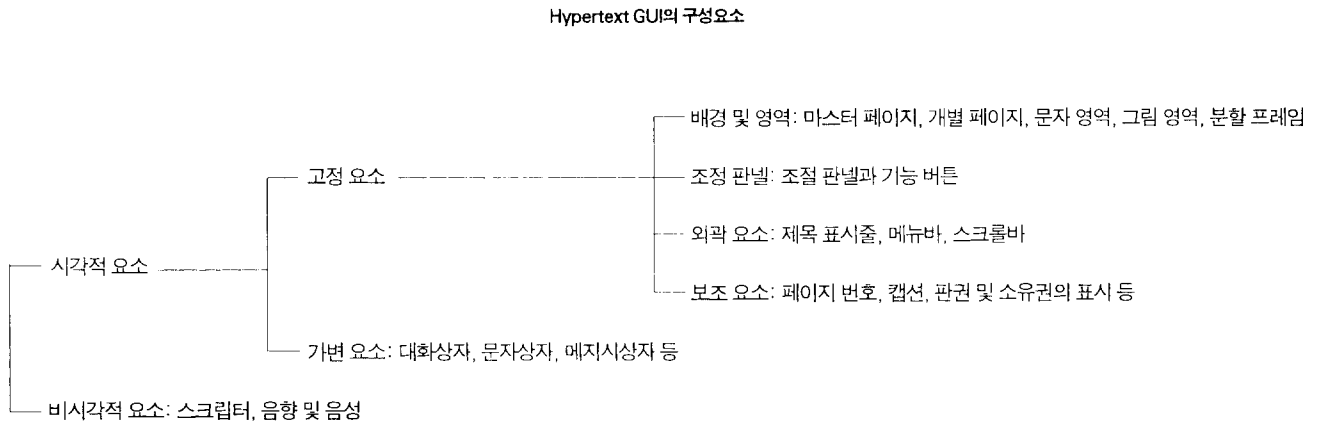 Hypertext GUI의 구성요소
배경 및 영역: 마스터 페이지, 개별 페이지, 문자 영역, 그림 영역, 분할 프레임
고정 요소
조정 판넬: 조절 판넬과 기능 버튼
외곽 요소: 제목 표시줄, 메뉴바, 스크롤바
시각적 요소
보조 요소: 페이지 번호, 캡션, 판권 및 소유권의 표시 등
가변 요소: 대화상자, 문자상자, 메지시상자 등
비시각적 요소: 스크립터, 음향 및 음성